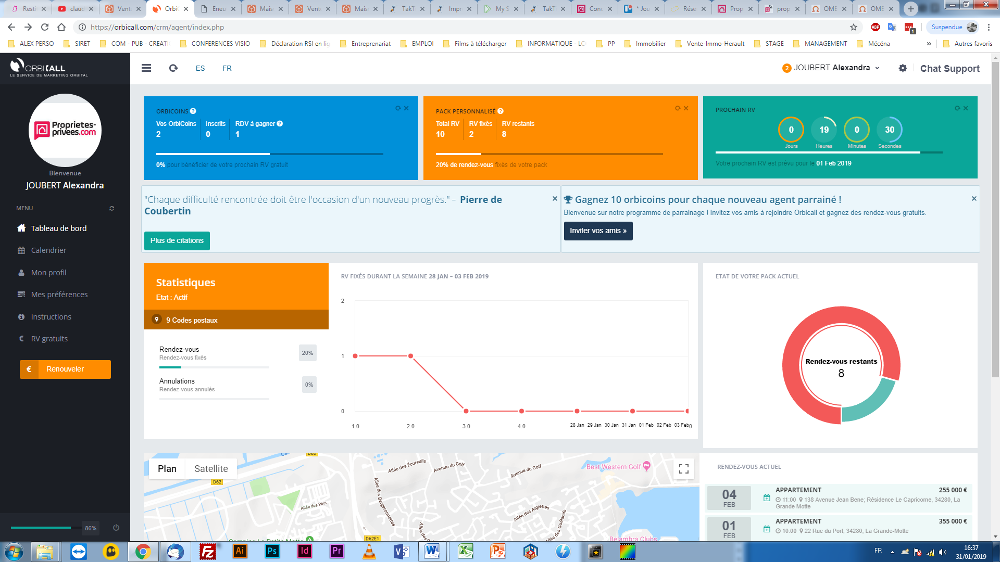 Resti
claud
Vent
OrbiC
Eneu
Mais
Vent
Mais
TakT
Impr
My S
TakT
Conc
* Jou
Rése
Prop
prop
OME
OME
https://orbicall.com/crm/agent/index.php
ABP
1
Suspendue
ALEX PERSO
SIRET
COM - PUB - CREATI
CONFERENCES VISIO
Déclaration RSI en lig
Entreprenariat
EMPLOI
Films à télécharger
INFORMATIQUE - LO
PP
Immobilier
Vente-Immo-Herault
STAGE
MANAGEMENT
Mécéna
»
Autres favoris
ORBICALL
LE SERVICE DE MARKETING ORBITAL
ES
FR
2 JOUBERT Alexandra
Chat Support
Proprietes-
privees.com
Bienvenue
JOUBERT Alexandra
MENU
Tableau de bord
Calendrier
Mon profil
Mes préférences
Instructions
€ RV gratuits
€ Renouveler
86%
ORBICOINS ?
Vos OrbiCoins Inscrits RDV à gagner ?
2 0 1
0% pour bénéficier de votre prochain RV gratuit
PACK PERSONNALISÉ ?
Total RV RV fixés RV restants
10 2 8
20% de rendez-vous fixés de votre pack
PROCHAIN RV
0 19 0 30
Jours Heures Minutes Secondes
Votre prochain RV est prévu pour le 01 Feb 2019
"Chaque difficulté rencontrée doit être l'occasion d'un nouveau progrès." – Pierre de
Coubertin
Plus de citations
Gagnez 10 orbicoins pour chaque nouveau agent parrainé !
Bienvenue sur notre programme de parrainage ! Invitez vos amis à rejoindre Orbicall et gagnez des rendez-vous gratuits.
Inviter vos amis »
Statistiques
Etat : Actif
9 Codes postaux
Rendez-vous
Rendez-vous fixés
20%
Annulations
Rendez-vous annulés
0%
RV FIXÉS DURANT LA SEMAINE 28 JAN – 03 FEB 2019
2
1
0
1.0 2.0 3.0 4.0 28 Jan 29 Jan 30 Jan 31 Jan 01 Feb 02 Feb 03 Feb
ETAT DE VOTRE PACK ACTUEL
Rendez-vous restants
8
Plan
Satellite
D62
D62
Allée des Écureuils
Avenue du Golf
Avenue du Golf
Best Western Golf
Allée des Bergeronnettes
Allée des Pins
Allée des Aigrettes
Allée des Goélands
D62E1
Camping Le Petite Motte
Belambra Clubs
RENDEZ-VOUS ACTUEL
04
FEB
APPARTEMENT 255 000 €
11:00 138 Avenue Jean Bene; Résidence Le Capricorne, 34280, La
Grande Motte
01
FEB
APPARTEMENT 355 000 €
10:00 22 Rue du Port, 34280, La Grande-Motte
Fz
Ai
Ps
Id
Pr
V
W
X
P
FR
16:37
31/01/2019